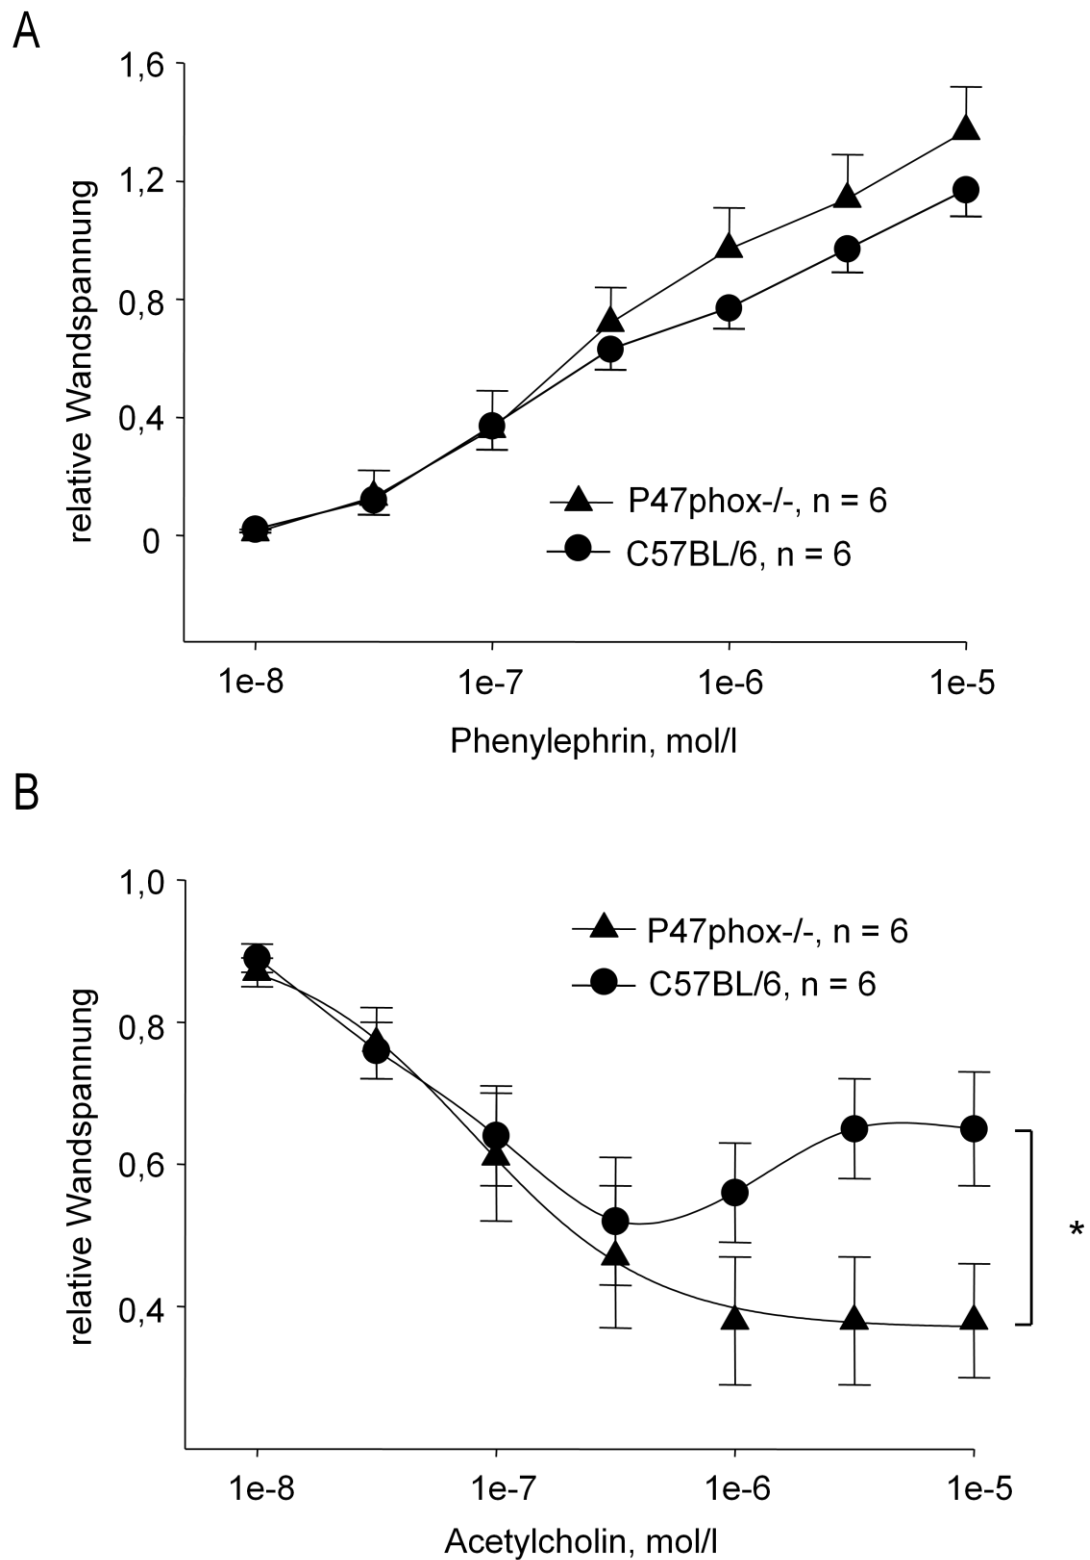 A
1,6
1,2
0,8
0,4
0
relative Wandspannung
P47phox-/-, n = 6
C57BL/6, n = 6
1e-8 1e-7 1e-6 1e-5
Phenylephrin, mol/l
B
1,0
0,8
0,6
0,4
relative Wandspannung
P47phox-/-, n = 6
C57BL/6, n = 6
*
1e-8 1e-7 1e-6 1e-5
Acetylcholin, mol/l